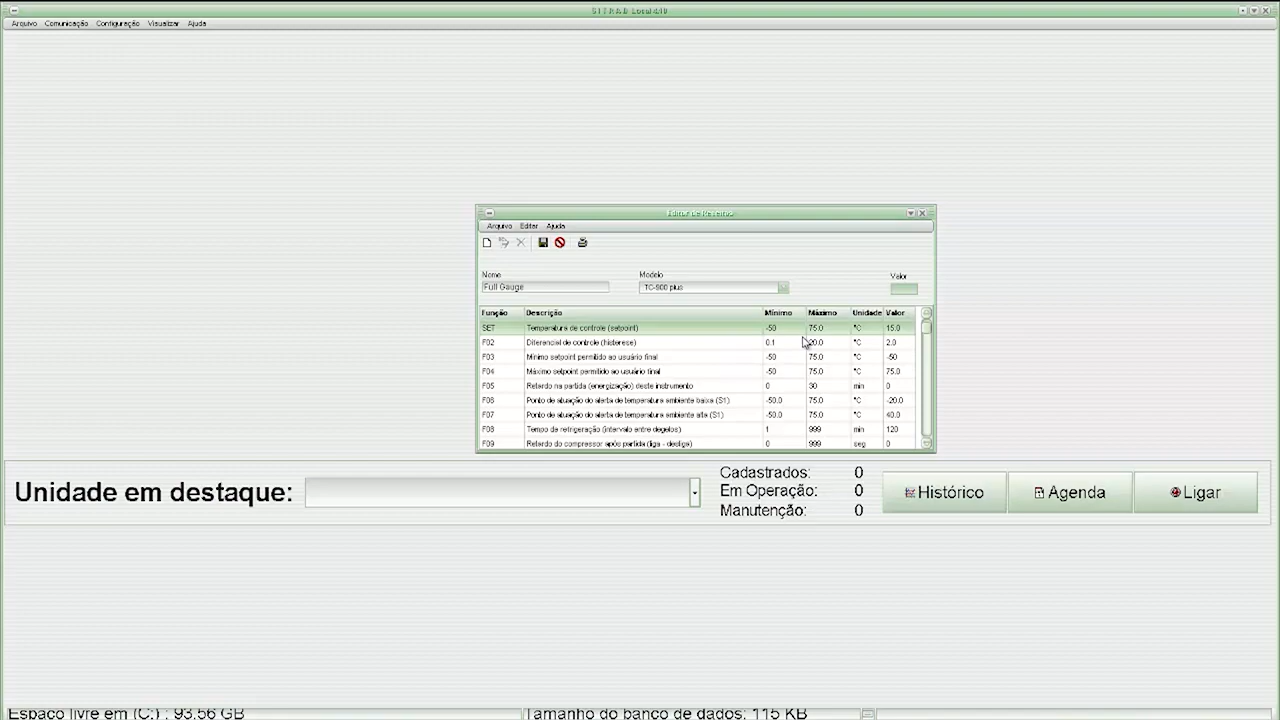 SITRAD Local 4.10
Arquivo Comunicação Configuração Visualizar Ajuda
Editor de Receitas
Arquivo Editar Ajuda
Nome Modelo Valor
Full Gauge TC-900 plus
Função Descrição Mínimo Máximo Unidade Valor
SET Temperatura de controle (setpoint) -50 75.0 °C 15.0
F02 Diferencial de controle (histerese) 0.1 20.0 °C 2.0
F03 Mínimo setpoint permitido ao usuário final -50 75.0 °C -50
F04 Máximo setpoint permitido ao usuário final -50 75.0 °C 75.0
F05 Retardo na partida (energização) deste instrumento 0 30 min 0
F06 Ponto de atuação do alerta de temperatura ambiente baixa (S1) -50.0 75.0 °C -20.0
F07 Ponto de atuação do alerta de temperatura ambiente alta (S1) -50.0 75.0 °C 40.0
F08 Tempo de refrigeração (intervalo entre degelos) 1 999 min 120
F09 Retardo do compressor após partida (liga - desliga) 0 999 seg 0
Unidade em destaque:
Cadastrados: 0
Em Operação: 0
Manutenção: 0
Histórico Agenda Ligar
Espaço livre em (C:) : 93.56 GB Tamanho do banco de dados: 115 KB